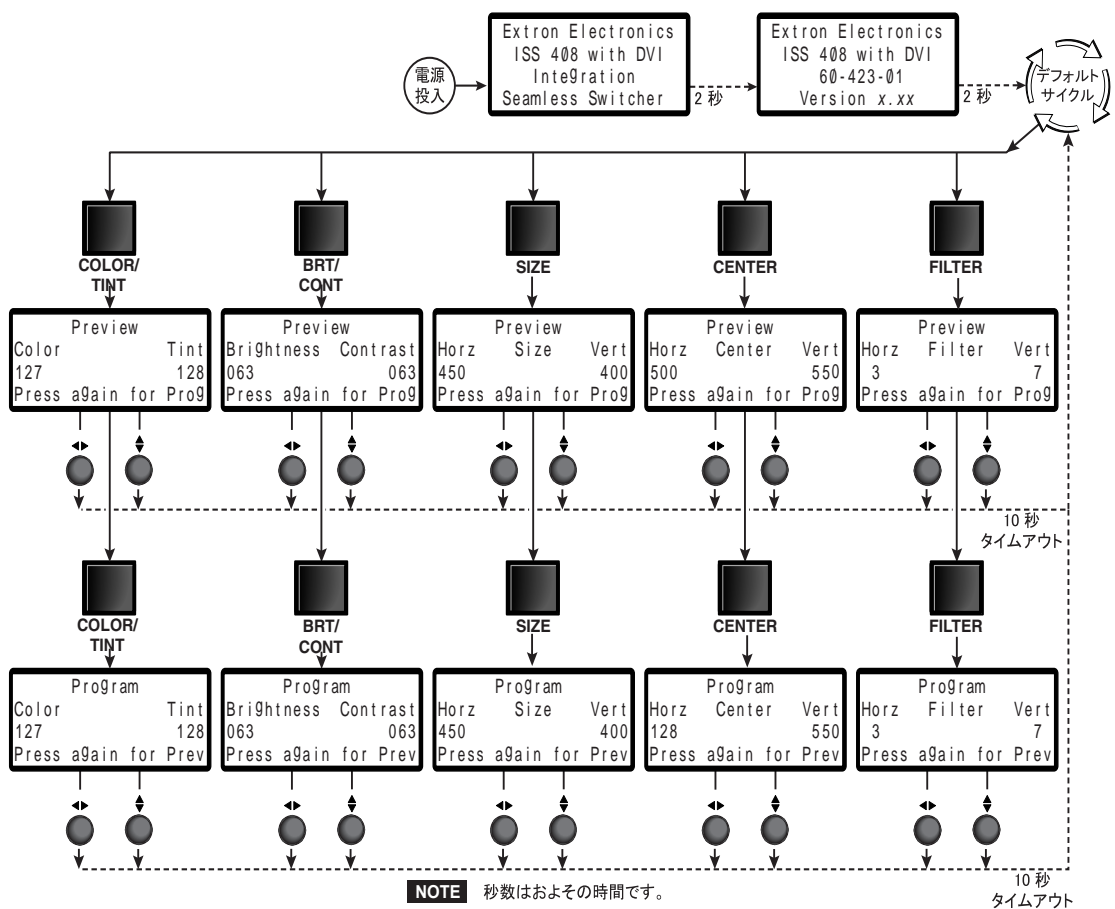 電源
投入
Extron Electronics
ISS 408 with DVI
Integration
Seamless Switcher
2 秒
Extron Electronics
ISS 408 with DVI
60-423-01
Version x.xx
2 秒
デフォルト
サイクル
COLOR/
TINT
BRT/
CONT
SIZE
CENTER
FILTER
Preview
Color Tint
127 128
Press again for Prog
Preview
Brightness Contrast
063 063
Press again for Prog
Preview
Horz Size Vert
450 400
Press again for Prog
Preview
Horz Center Vert
500 550
Press again for Prog
Preview
Horz Filter Vert
3 7
Press again for Prog
10 秒
タイムアウト
COLOR/
TINT
BRT/
CONT
SIZE
CENTER
FILTER
Program
Color Tint
127 128
Press again for Prev
Program
Brightness Contrast
063 063
Press again for Prev
Program
Horz Size Vert
450 400
Press again for Prev
Program
Horz Center Vert
128 550
Press again for Prev
Program
Horz Filter Vert
3 7
Press again for Prev
10 秒
タイムアウト
NOTE 秒数はおよその時間です。